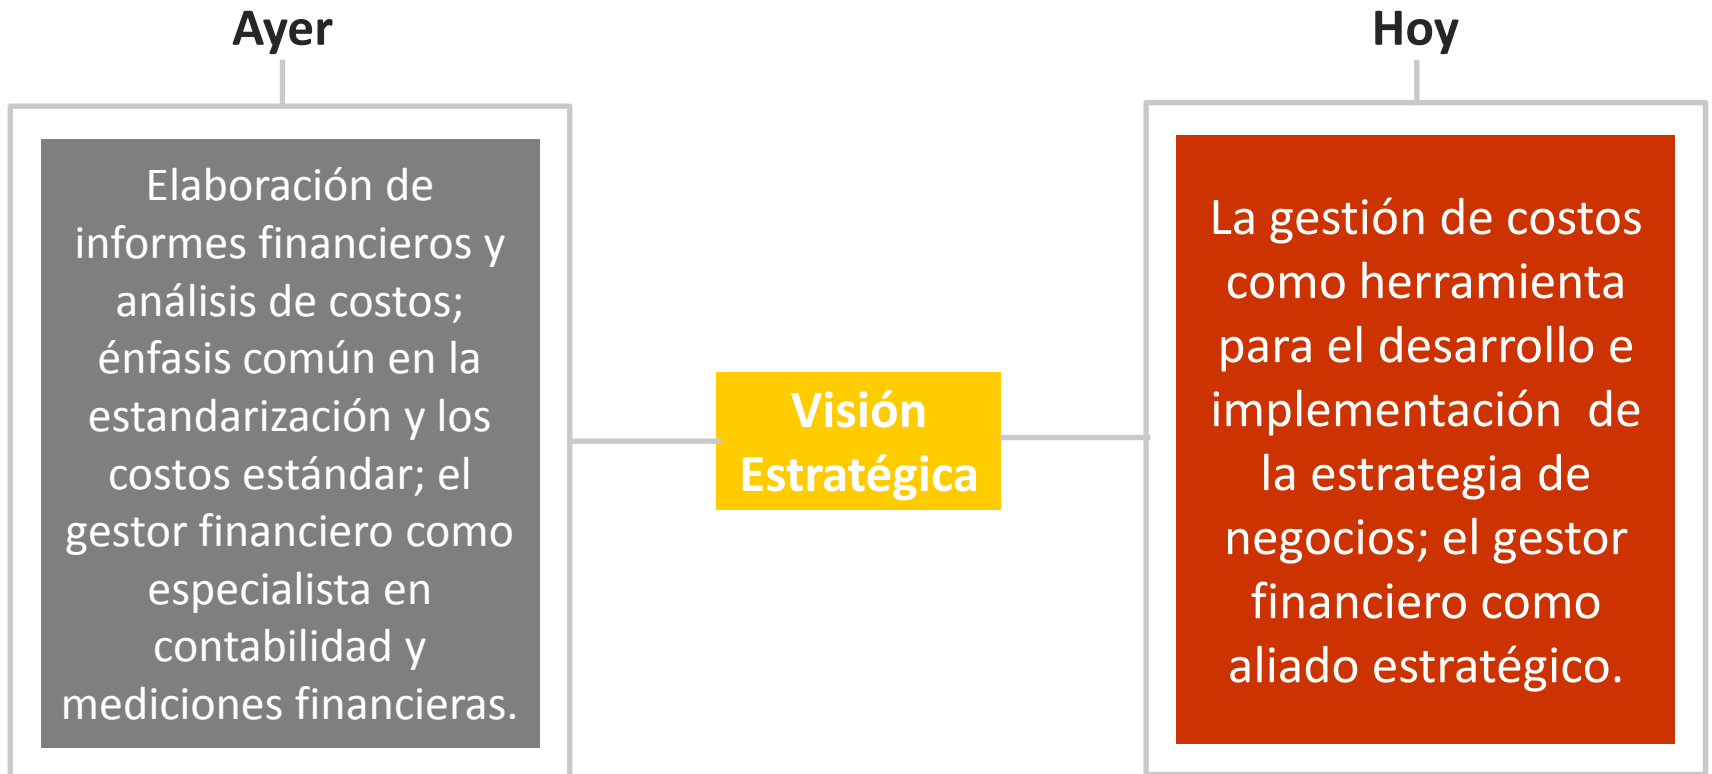 Ayer
Elaboración de
informes financieros y
análisis de costos;
énfasis común en la
estandarización y los
costos estándar; el
gestor financiero como
especialista en
contabilidad y
mediciones financieras.
Visión
Estratégica
Hoy
La gestión de costos
como herramienta
para el desarrollo e
implementación  de
la estrategia de
negocios; el gestor
financiero como
aliado estratégico.